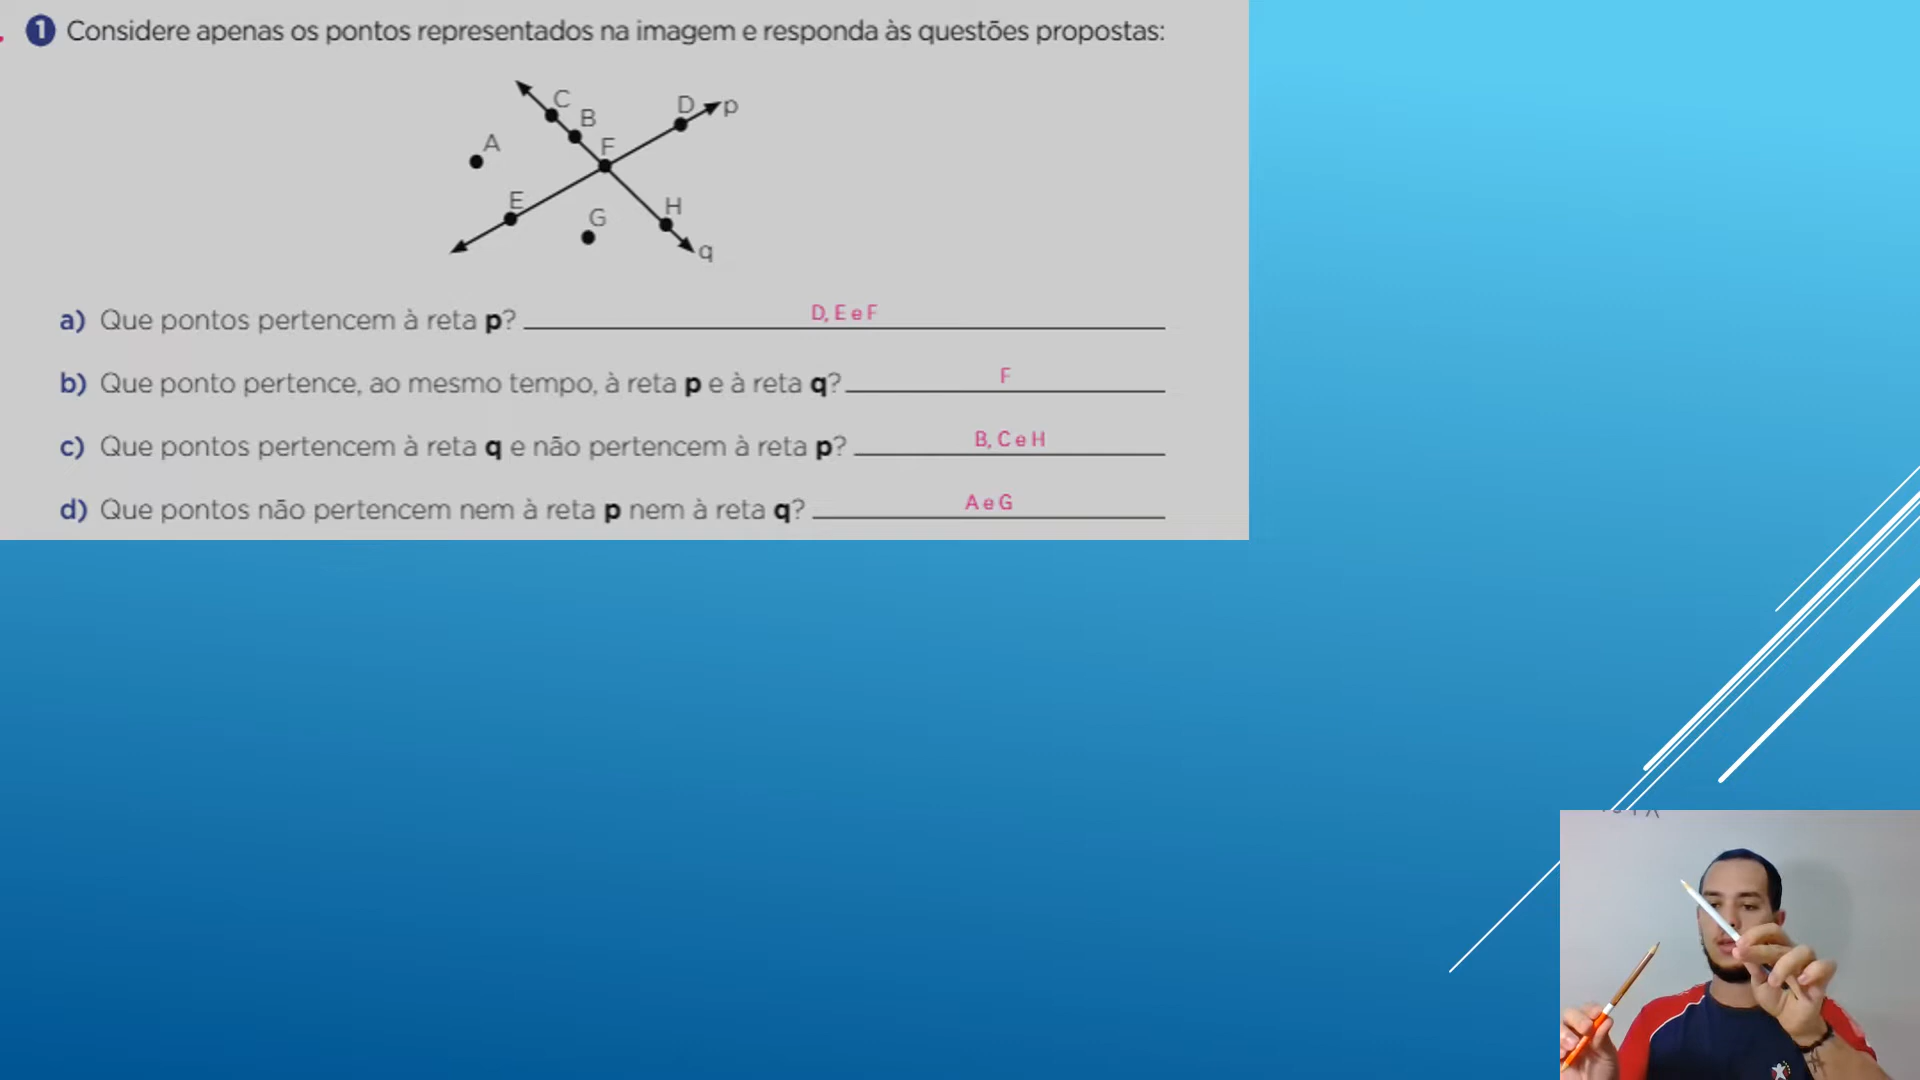 1 Considere apenas os pontos representados na imagem e responda às questões propostas:
C
B
D
p
F
A
E
H
G
q
a) Que pontos pertencem à reta p? D, E e F
b) Que ponto pertence, ao mesmo tempo, à reta p e à reta q? F
c) Que pontos pertencem à reta q e não pertencem à reta p? B, C e H
d) Que pontos não pertencem nem à reta p nem à reta q? A e G